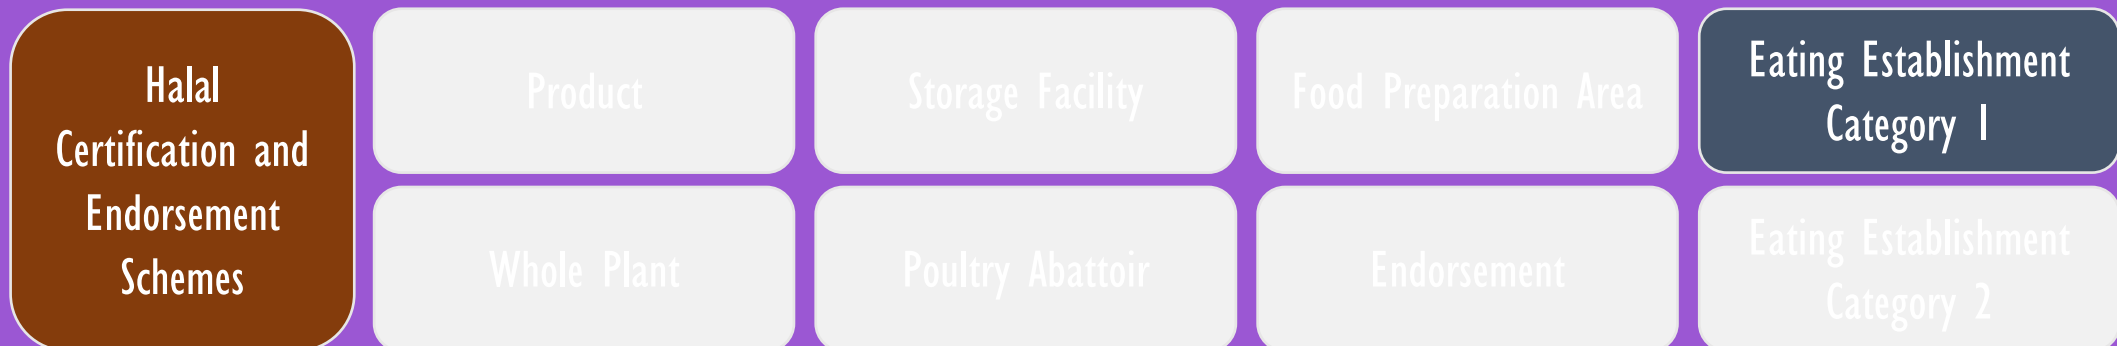 Halal
Certification and
Endorsement
Schemes
Product
Storage Facility
Food Preparation Area
Eating Establishment
Category 1
Whole Plant
Poultry Abattoir
Endorsement
Eating Establishment
Category 2